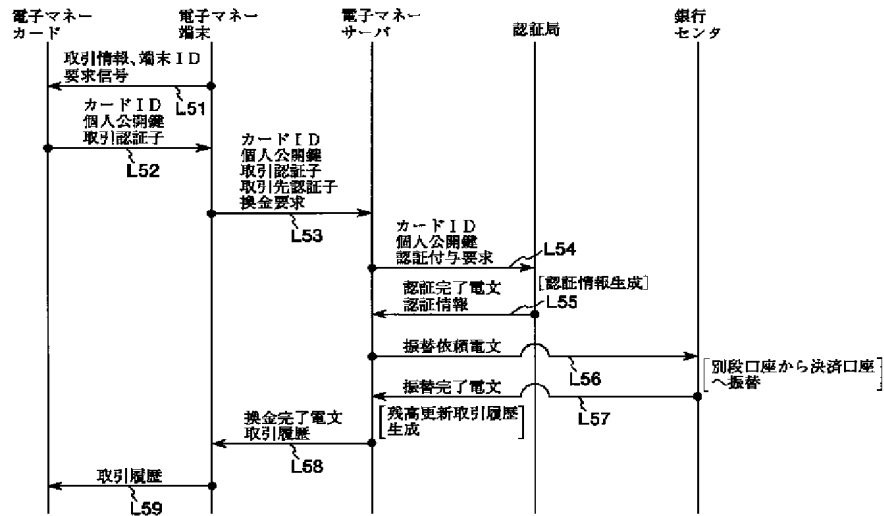 電子マネー
カード
電子マネー
端末
電子マネー
サーバ
認証局
銀行
センタ
取引情報、端末ID
要求信号
L51
カードID
個人公開鍵
取引認証子
L52
カードID
個人公開鍵
取引認証子
取引先認証子
換金要求
L53
カードID
個人公開鍵
認証付与要求
L54
[認証情報生成]
認証完了電文
認証情報
L55
振替依頼電文
L56
[別段口座から決済口座
へ振替]
振替完了電文
L57
[残高更新取引履歴
生成]
換金完了電文
取引履歴
L58
取引履歴
L59